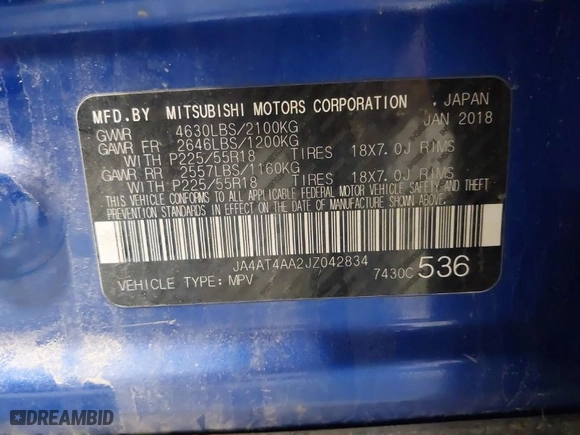 MFD.BY MITSUBISHI MOTORS CORPORATION , JAPAN
GVWR 4630LBS/2100KG JAN 2018
GAWR FR 2646LBS/1200KG
WITH P225/55R18 TIRES 18X7.0J RIMS
GAWR RR 2557LBS/1160KG
WITH P225/55R18 TIRES 18X7.0J RIMS
THIS VEHICLE CONFORMS TO ALL APPLICABLE FEDERAL MOTOR VEHICLE SAFETY AND THEFT
PREVENTION STANDARDS IN EFFECT ON THE DATE OF MANUFACTURE SHOWN ABOVE.
JA4AT4AA2JZ042834
VEHICLE TYPE: MPV 7430C 536
DREAMBID